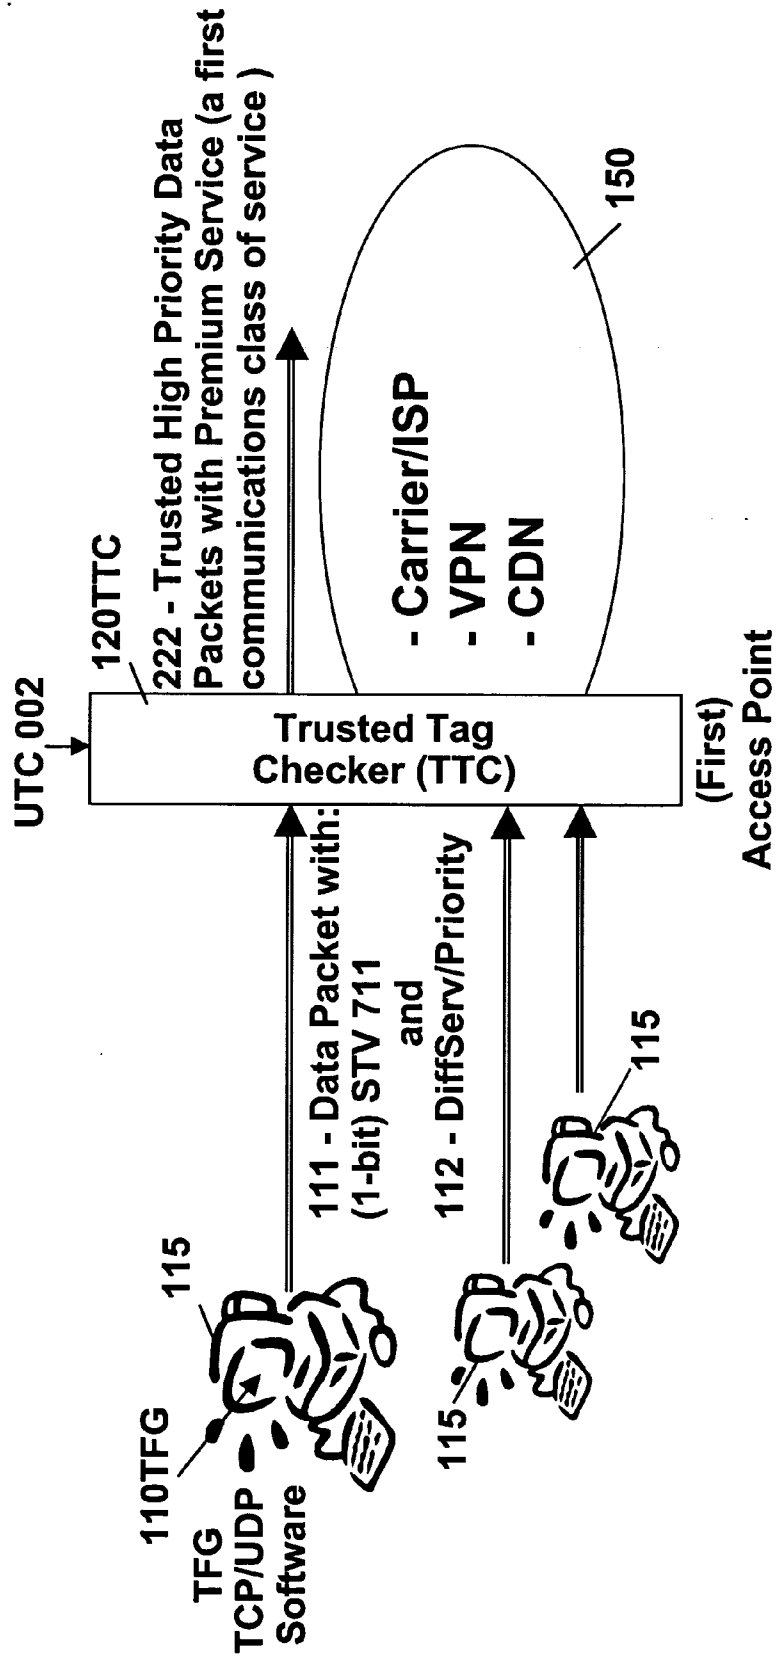 UTC 002
120TTC
222 - Trusted High Priority Data
Packets with Premium Service (a first
communications class of service )
110TFG
115
TFG
TCP/UDP
Software
111 - Data Packet with:
(1-bit) STV 711
and
112 - DiffServ/Priority
Trusted Tag
Checker (TTC)
- Carrier/ISP
- VPN
- CDN
150
115
115
(First)
Access Point